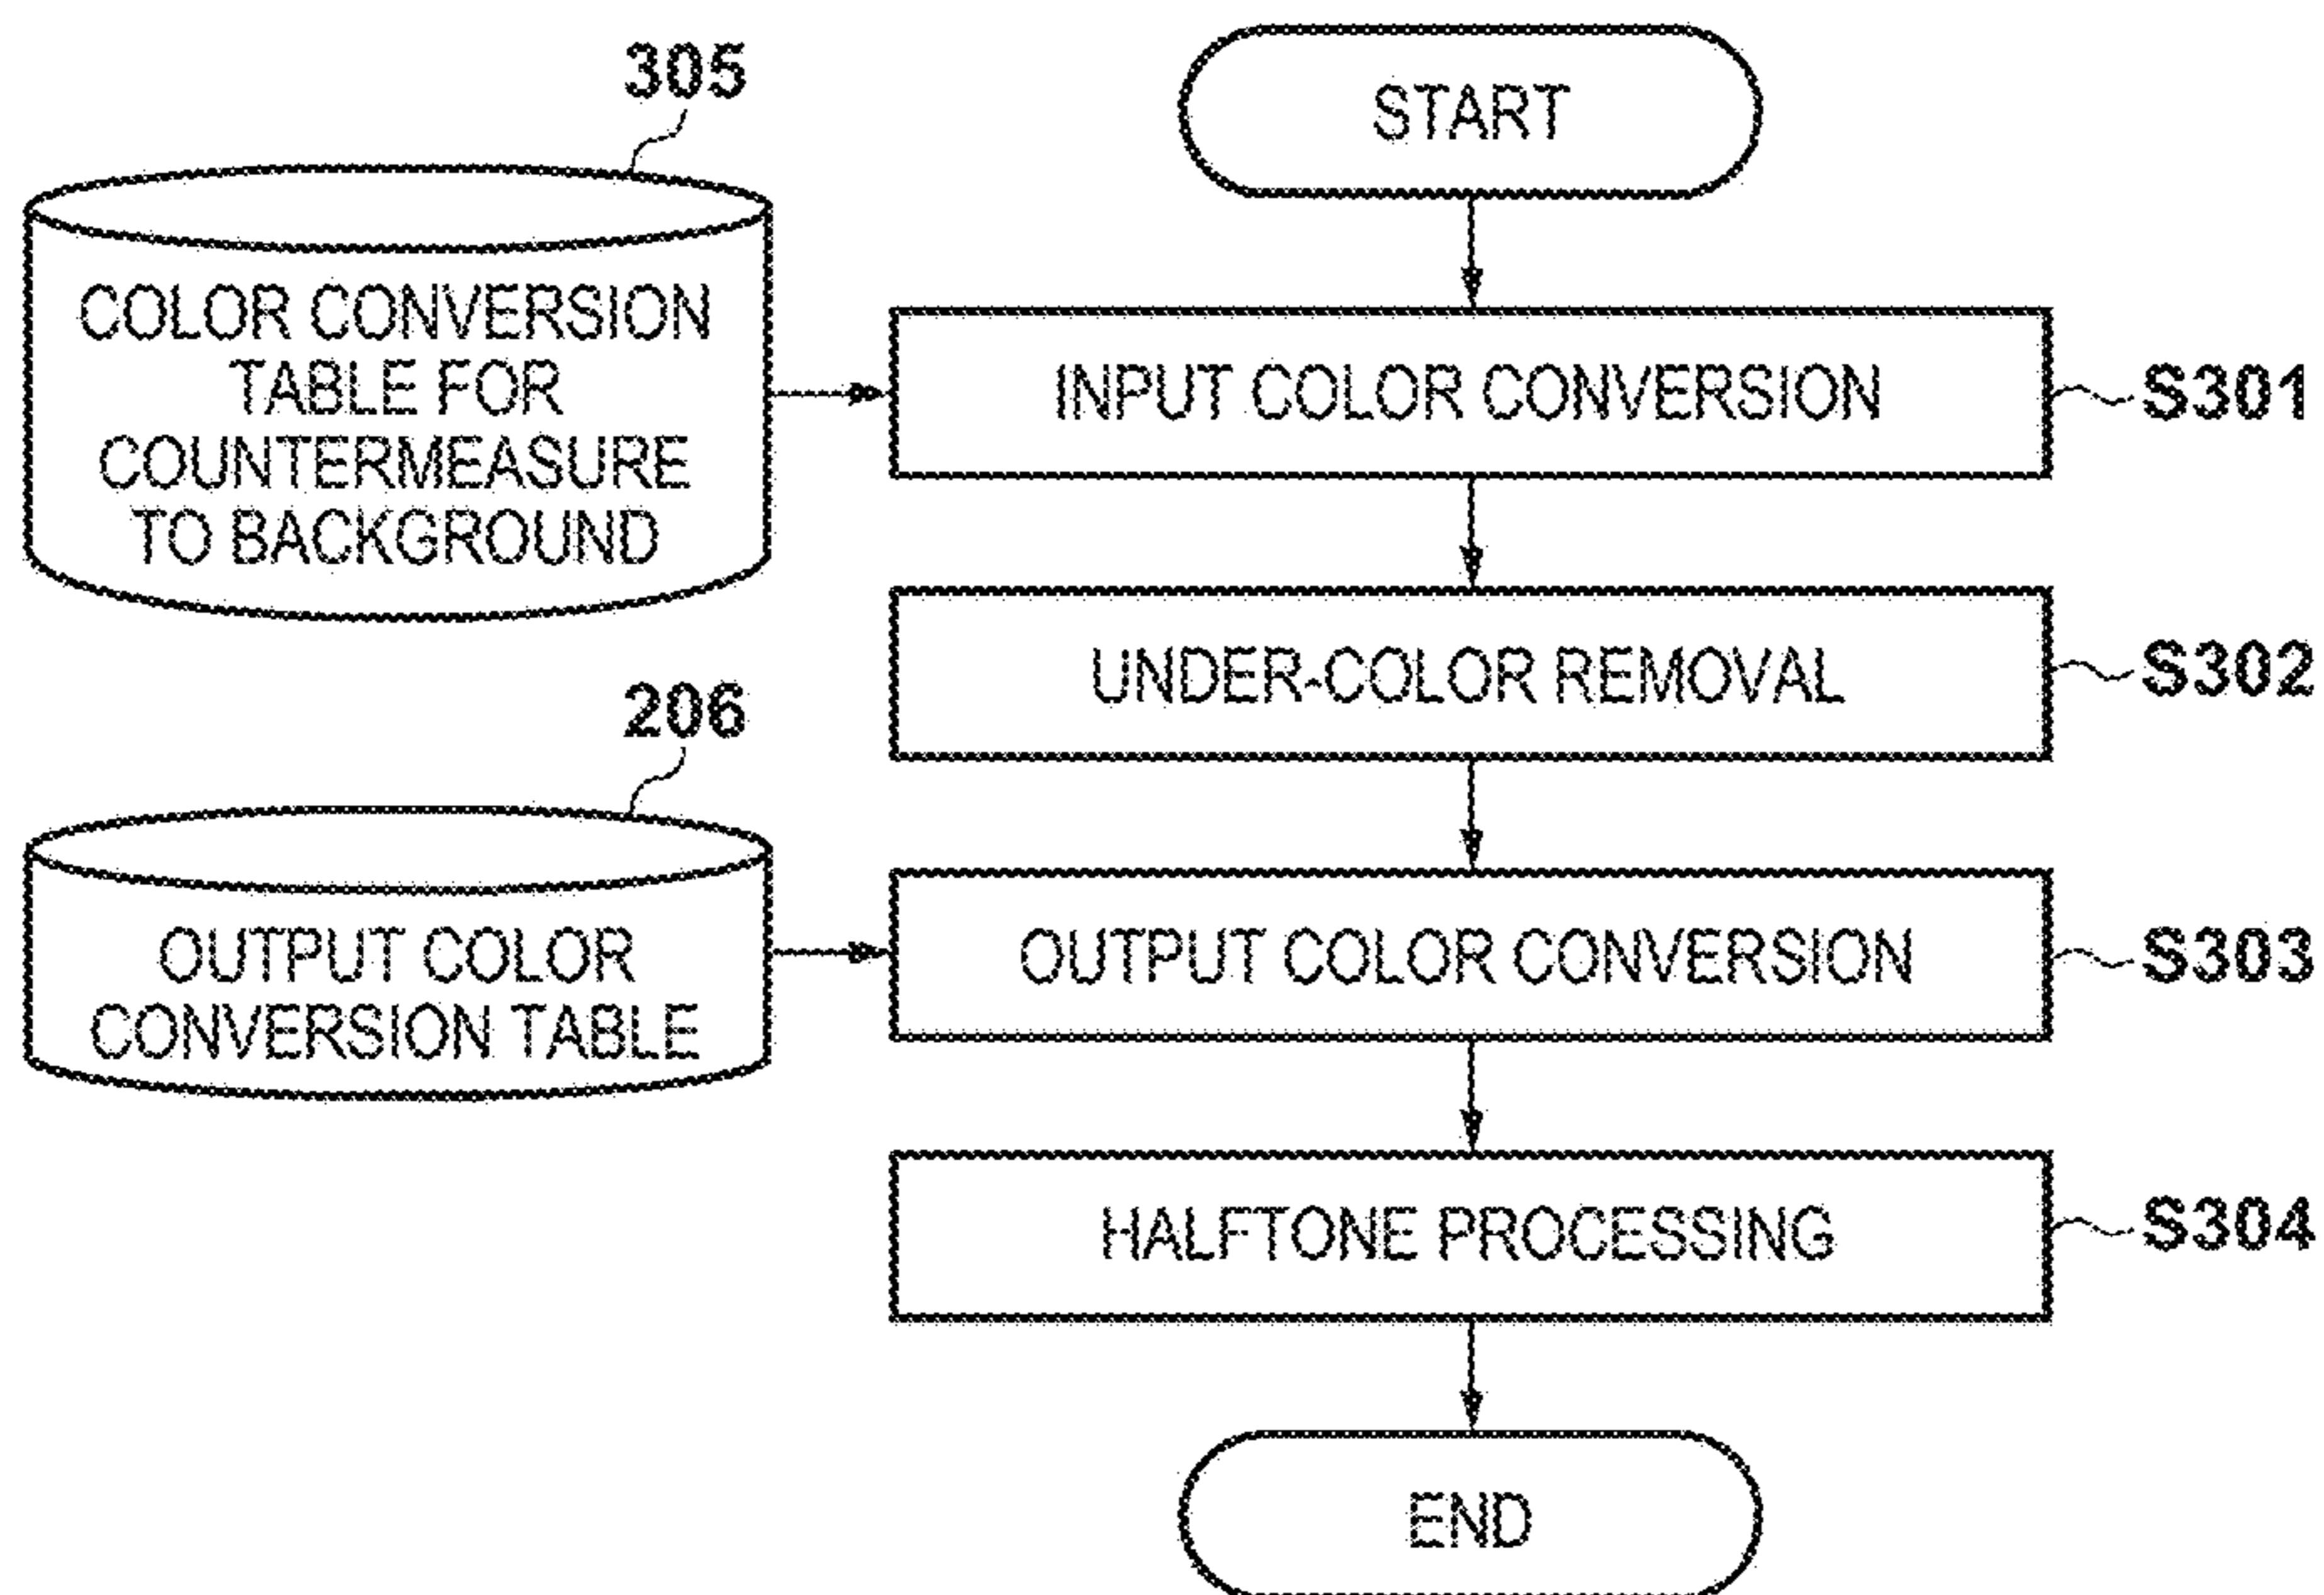 305
START
COLOR CONVERSION
TABLE FOR
COUNTERMEASURE
TO BACKGROUND
INPUT COLOR CONVERSION
S301
UNDER-COLOR REMOVAL
S302
206
OUTPUT COLOR
CONVERSION TABLE
OUTPUT COLOR CONVERSION
S303
HALFTONE PROCESSING
S304
END